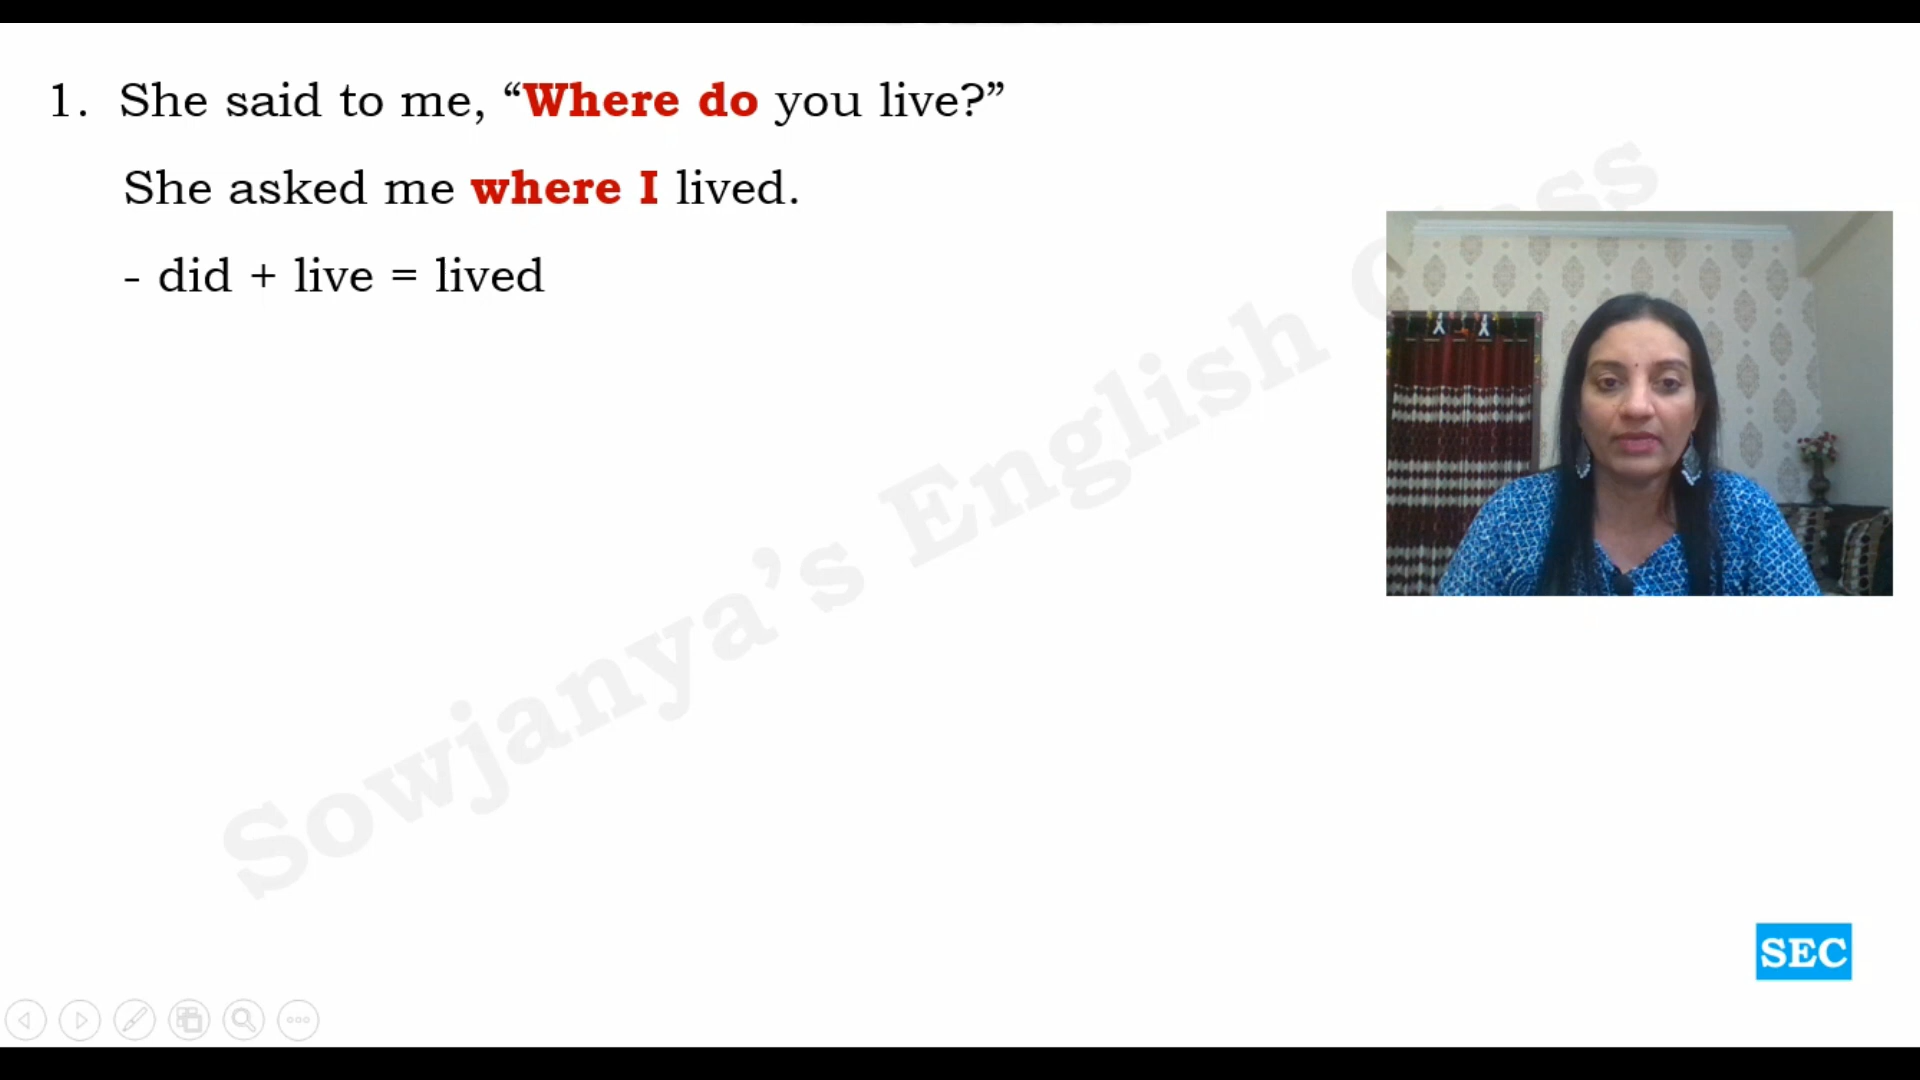 1. She said to me, “Where do you live?”
She asked me where I lived.
- did + live = lived
Sowjanya’s English Class
SEC